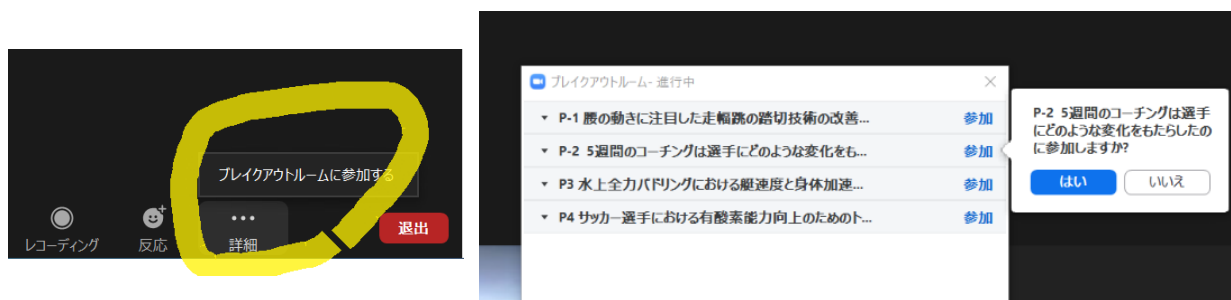 ブレイクアウトルームに参加する
レコーディング
反応
詳細
退出
ブレイクアウトルーム - 進行中
P-1 腰の動きに注目した走幅跳の踏切技術の改善...
参加
P-2 5週間のコーチングは選手にどのような変化をも...
参加
P3 水上全力パドリングにおける艇速度と身体加速...
参加
P4 サッカー選手における有酸素能力向上のためのト...
参加
P-2 5週間のコーチングは選手
にどのような変化をもたらしたの
に参加しますか?
はい
いいえ